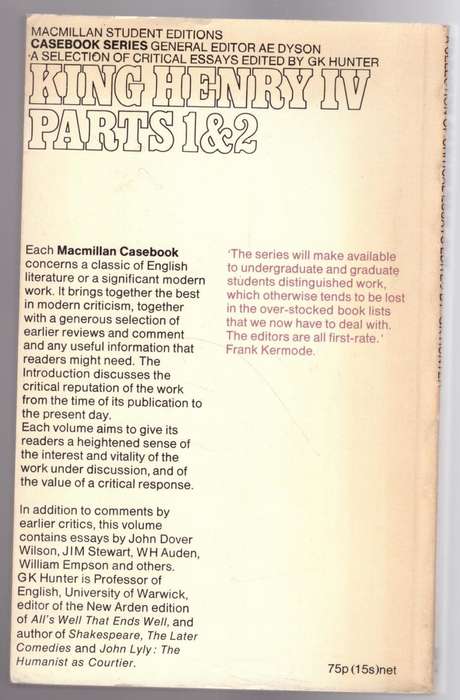 MACMILLAN STUDENT EDITIONS
CASEBOOK SERIES GENERAL EDITOR AE DYSON
A SELECTION OF CRITICAL ESSAYS EDITED BY GK HUNTER
KING HENRY IV
PARTS 1&2
Each Macmillan Casebook
concerns a classic of English
literature or a significant modern
work. It brings together the best
in modern criticism, together
with a generous selection of
earlier reviews and comment
and any useful information that
readers might need. The
Introduction discusses the
critical reputation of the work
from the time of its publication to
the present day.
Each volume aims to give its
readers a heightened sense of
the interest and vitality of the
work under discussion, and of
the value of a critical response.
In addition to comments by
earlier critics, this volume
contains essays by John Dover
Wilson, JIM Stewart, WH Auden,
William Empson and others.
GK Hunter is Professor of
English, University of Warwick,
editor of the New Arden edition
of All's Well That Ends Well, and
author of Shakespeare, The Later
Comedies and John Lyly: The
Humanist as Courtier.
'The series will make available
to undergraduate and graduate
students distinguished work,
which otherwise tends to be lost
in the over-stocked book lists
that we now have to deal with.
The editors are all first-rate.'
Frank Kermode.
75p (15s) net